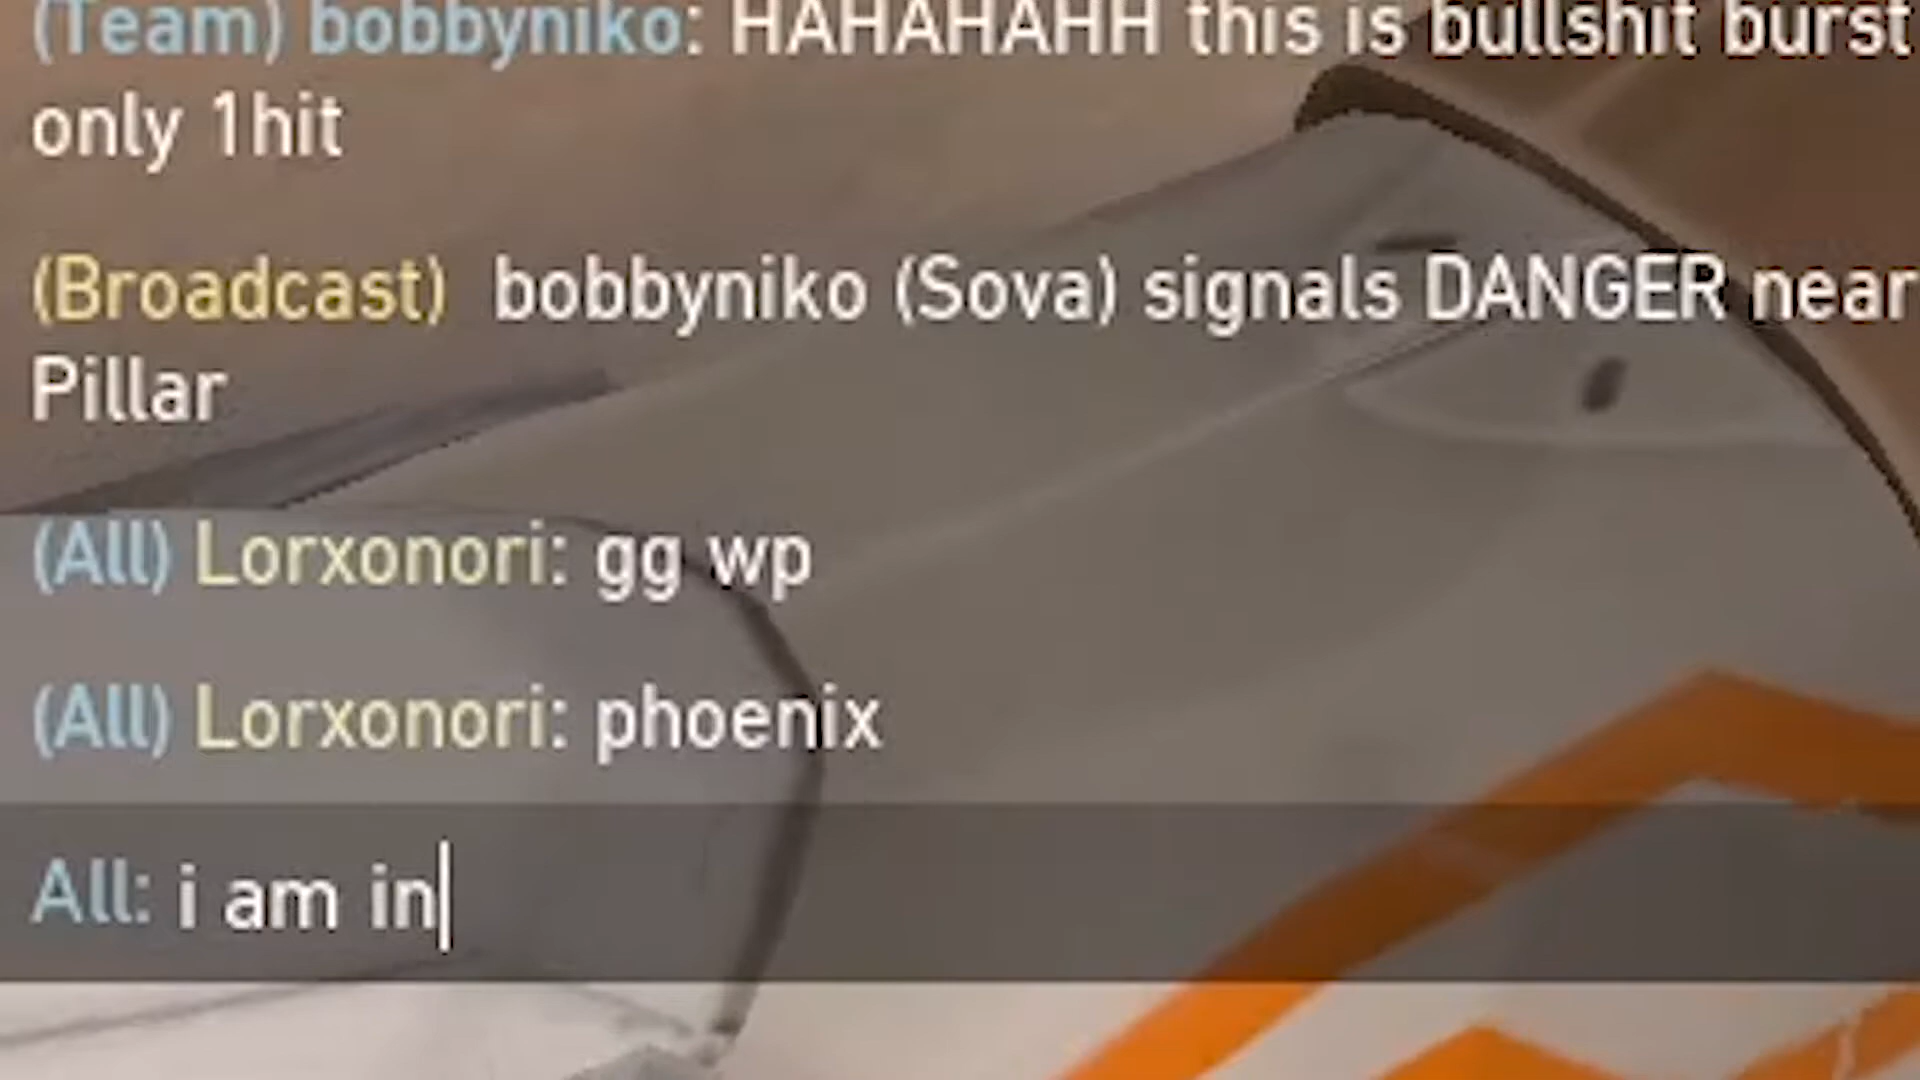 (Team) bobbyniko: HAHAHAHH this is bullshit burst
only 1hit
(Broadcast) bobbyniko (Sova) signals DANGER near
Pillar
(All) Lorxonori: gg wp
(All) Lorxonori: phoenix
All: i am in